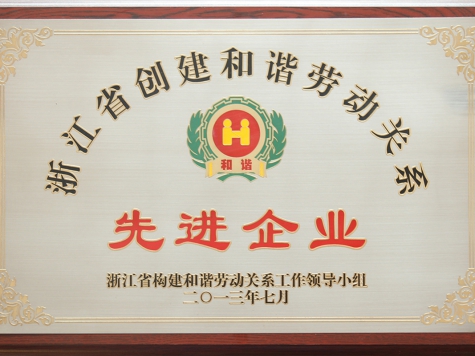 浙江省创建和谐劳动关系
和谐
先进企业
浙江省构建和谐劳动关系工作领导小组
二〇一三年七月